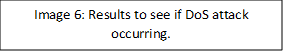 Image 6: Results to see if DoS attack
occurring.